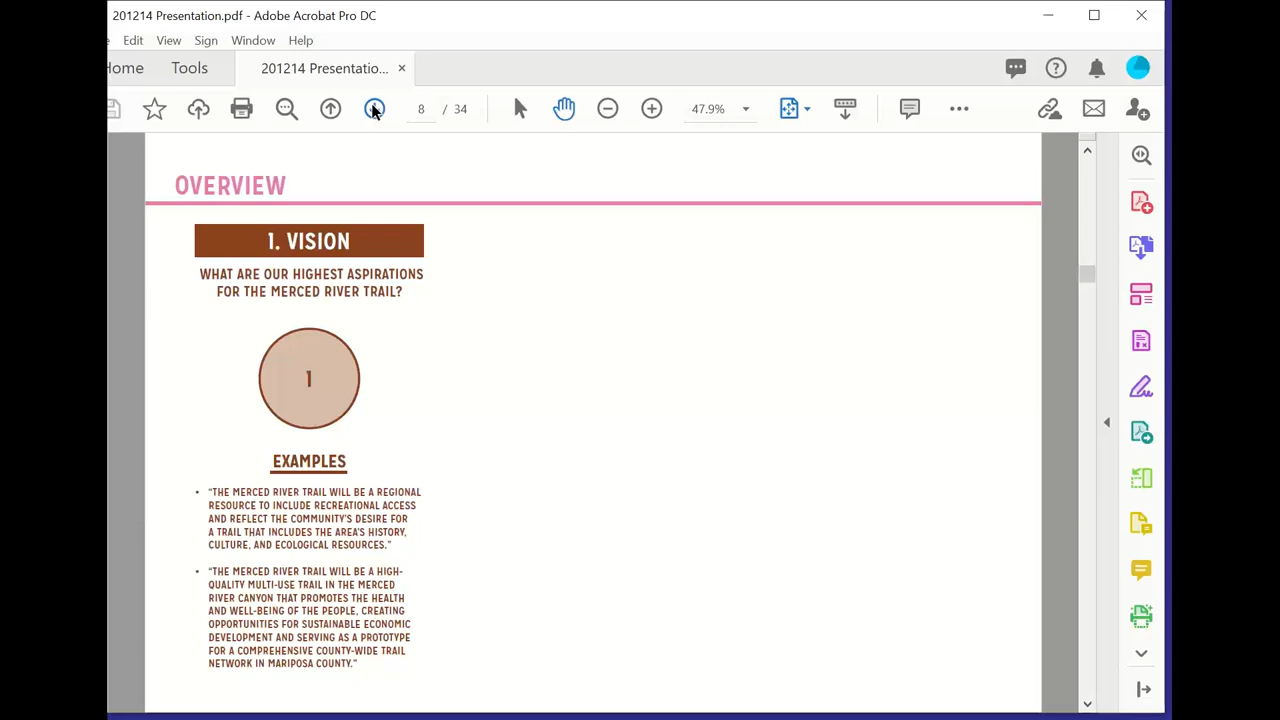 201214 Presentation.pdf - Adobe Acrobat Pro DC
Edit View Sign Window Help
Home Tools 201214 Presentatio... ×
8 / 34 47.9%
OVERVIEW
1. VISION
WHAT ARE OUR HIGHEST ASPIRATIONS
FOR THE MERCED RIVER TRAIL?
1
EXAMPLES
• "THE MERCED RIVER TRAIL WILL BE A REGIONAL
RESOURCE TO INCLUDE RECREATIONAL ACCESS
AND REFLECT THE COMMUNITY'S DESIRE FOR
A TRAIL THAT INCLUDES THE AREA'S HISTORY,
CULTURE, AND ECOLOGICAL RESOURCES."
• "THE MERCED RIVER TRAIL WILL BE A HIGH-
QUALITY MULTI-USE TRAIL IN THE MERCED
RIVER CANYON THAT PROMOTES THE HEALTH
AND WELL-BEING OF THE PEOPLE, CREATING
OPPORTUNITIES FOR SUSTAINABLE ECONOMIC
DEVELOPMENT AND SERVING AS A PROTOTYPE
FOR A COMPREHENSIVE COUNTY-WIDE TRAIL
NETWORK IN MARIPOSA COUNTY."